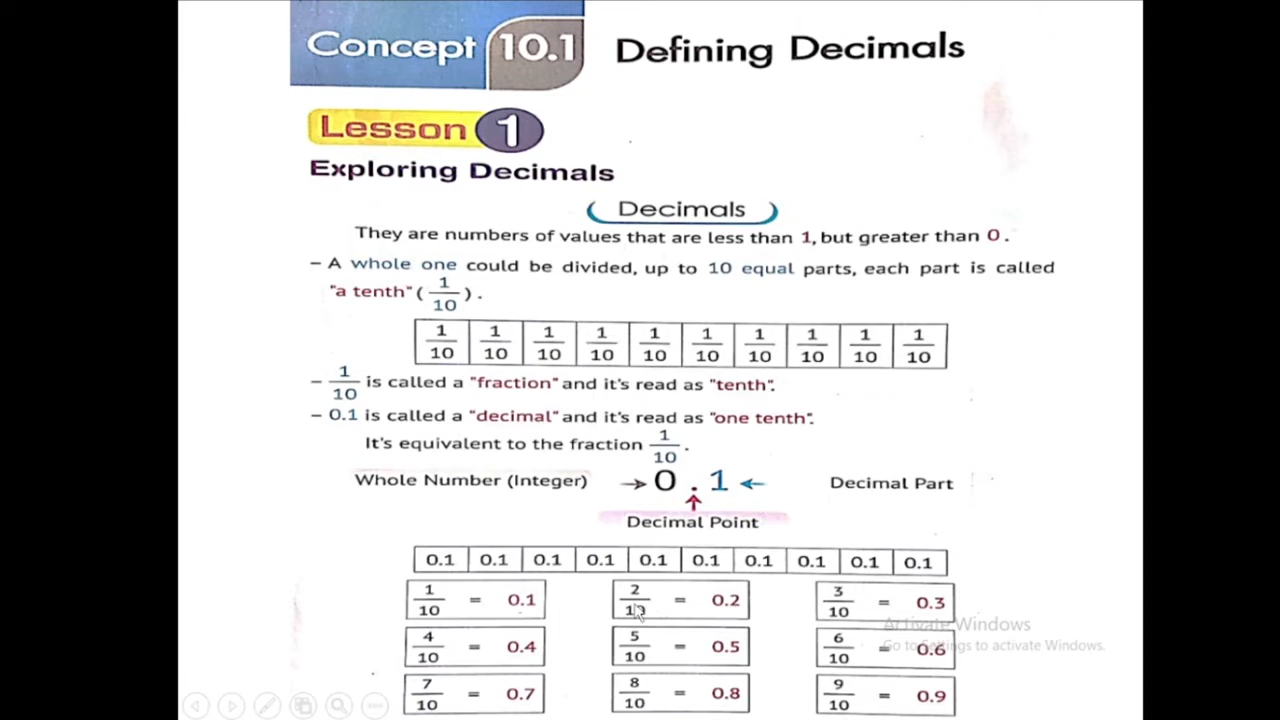 Concept 10.1 Defining Decimals
Lesson 1
Exploring Decimals
Decimals
They are numbers of values that are less than 1, but greater than 0.
– A whole one could be divided, up to 10 equal parts, each part is called
"a tenth" (1/10).
1/10 1/10 1/10 1/10 1/10 1/10 1/10 1/10 1/10 1/10
– 1/10 is called a "fraction" and it's read as "tenth".
– 0.1 is called a "decimal" and it's read as "one tenth".
It's equivalent to the fraction 1/10.
Whole Number (Integer) → 0.1 ← Decimal Part
Decimal Point
0.1 0.1 0.1 0.1 0.1 0.1 0.1 0.1 0.1 0.1
1/10 = 0.1 2/10 = 0.2 3/10 = 0.3
4/10 = 0.4 5/10 = 0.5 6/10 = 0.6
7/10 = 0.7 8/10 = 0.8 9/10 = 0.9
Activate Windows
Go to Settings to activate Windows.